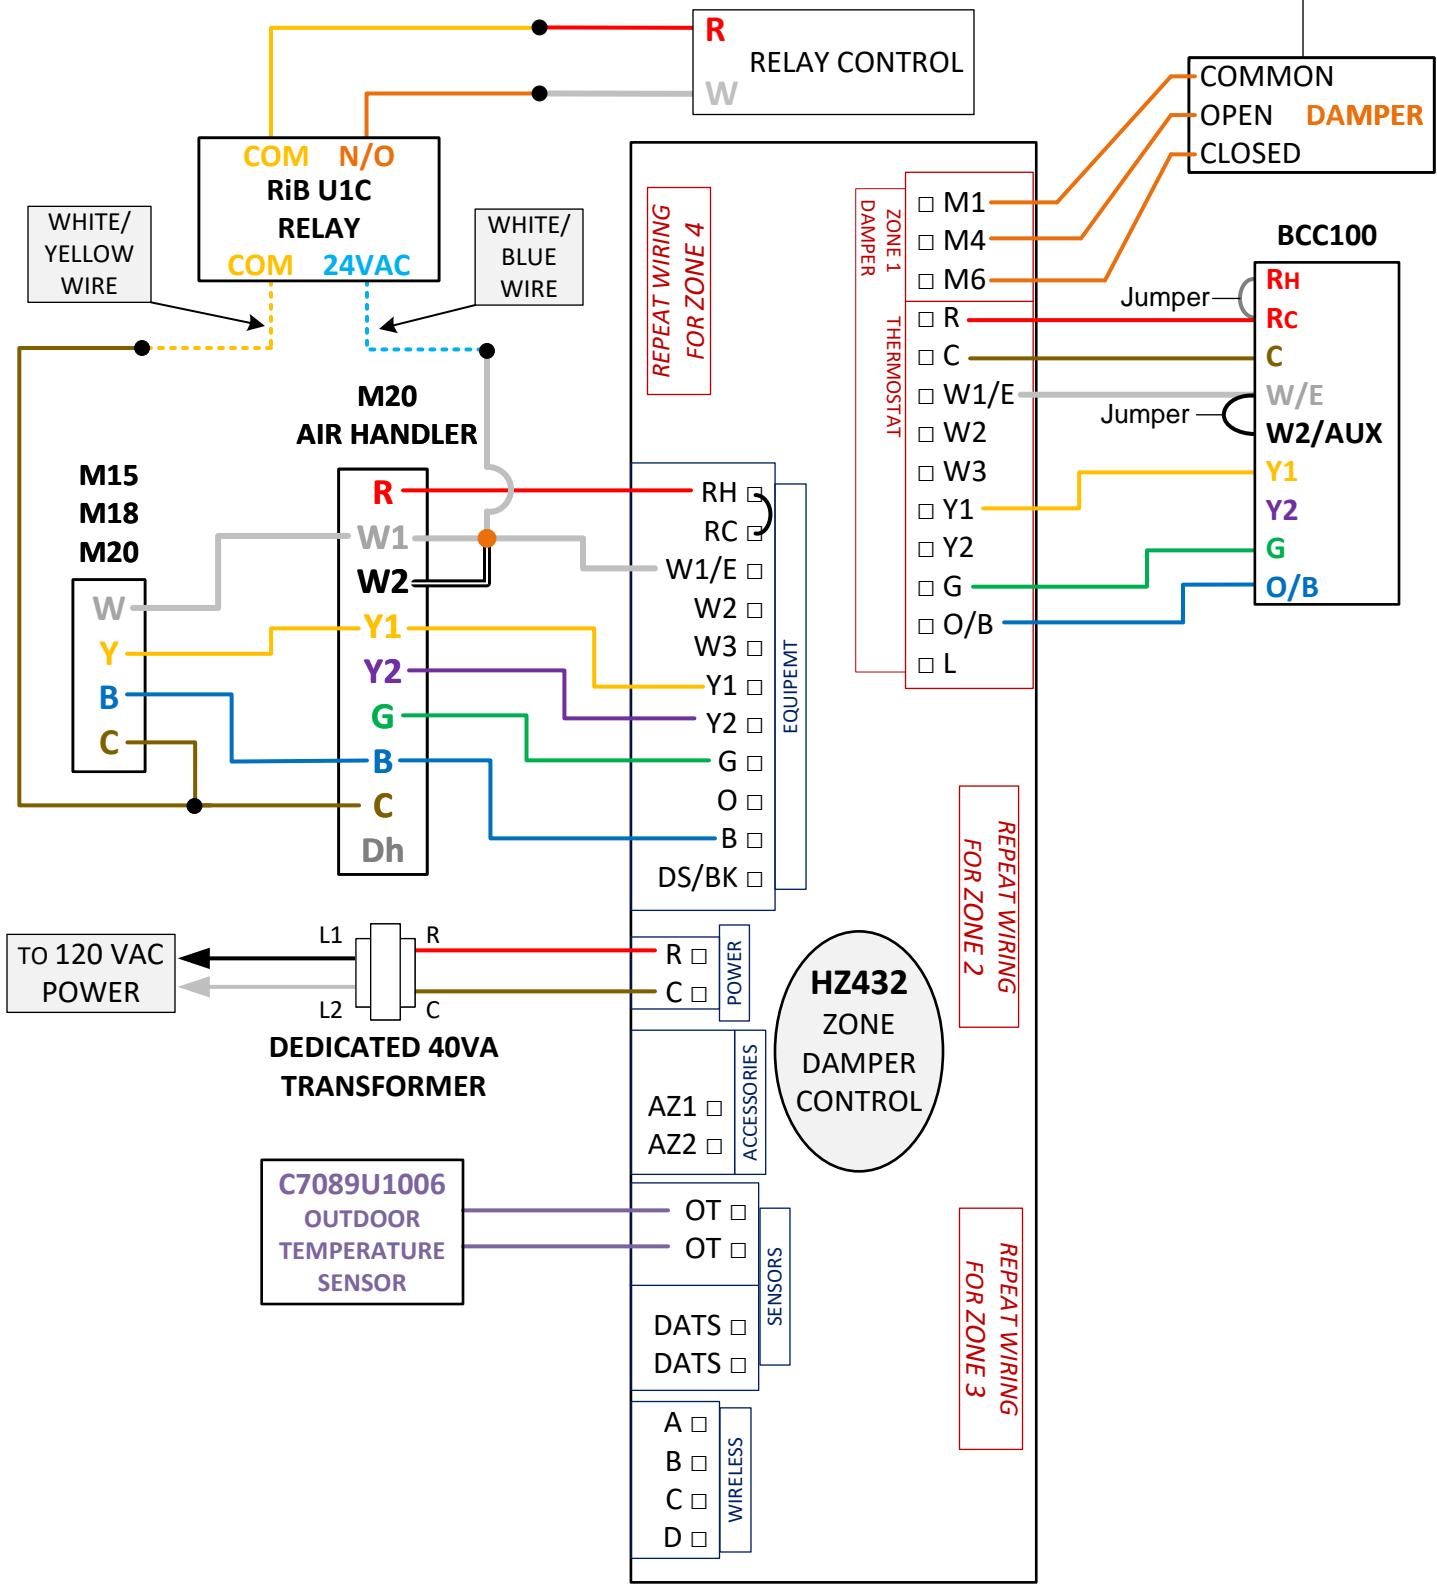 R
RELAY CONTROL
W
COMMON
OPEN DAMPER
CLOSED
COM N/O
RiB U1C
RELAY
COM 24VAC
WHITE/
YELLOW
WIRE
WHITE/
BLUE
WIRE
REPEAT WIRING
FOR ZONE 4
ZONE 1
DAMPER
M1
M4
M6
THERMOSTAT
R
C
W1/E
W2
W3
Y1
Y2
G
O/B
L
BCC100
Jumper
RH
RC
C
W/E
Jumper
W2/AUX
Y1
Y2
G
O/B
M20
AIR HANDLER
R
W1
W2
Y1
Y2
G
B
C
Dh
M15
M18
M20
W
Y
B
C
RH
RC
W1/E
W2
W3
Y1
Y2
G
O
B
DS/BK
EQUIPEMT
TO 120 VAC
POWER
L1
R
L2
C
DEDICATED 40VA
TRANSFORMER
R
C
POWER
HZ432
ZONE
DAMPER
CONTROL
REPEAT WIRING
FOR ZONE 2
AZ1
AZ2
ACCESSORIES
C7089U1006
OUTDOOR
TEMPERATURE
SENSOR
OT
OT
DATS
DATS
SENSORS
REPEAT WIRING
FOR ZONE 3
A
B
C
D
WIRELESS